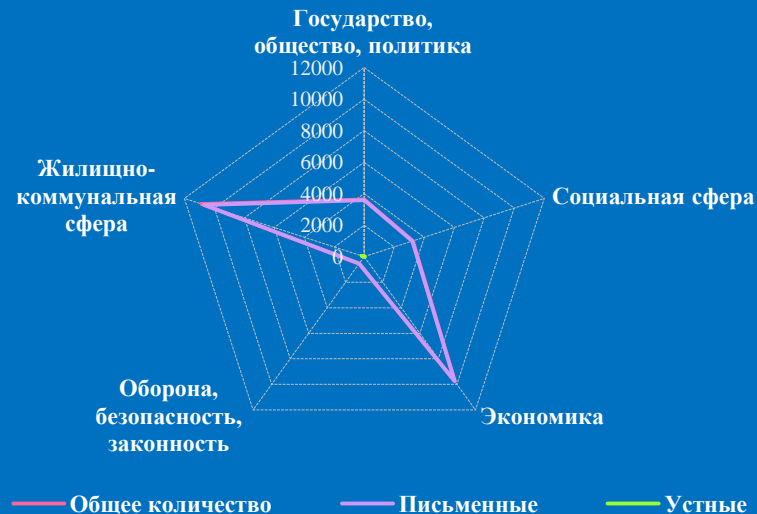 Государство,
общество, политика
12000
10000
8000
6000
4000
2000
0
Жилищно-
коммунальная
сфера
Социальная сфера
Оборона,
безопасность,
законность
Экономика
Общее количество Письменные Устные